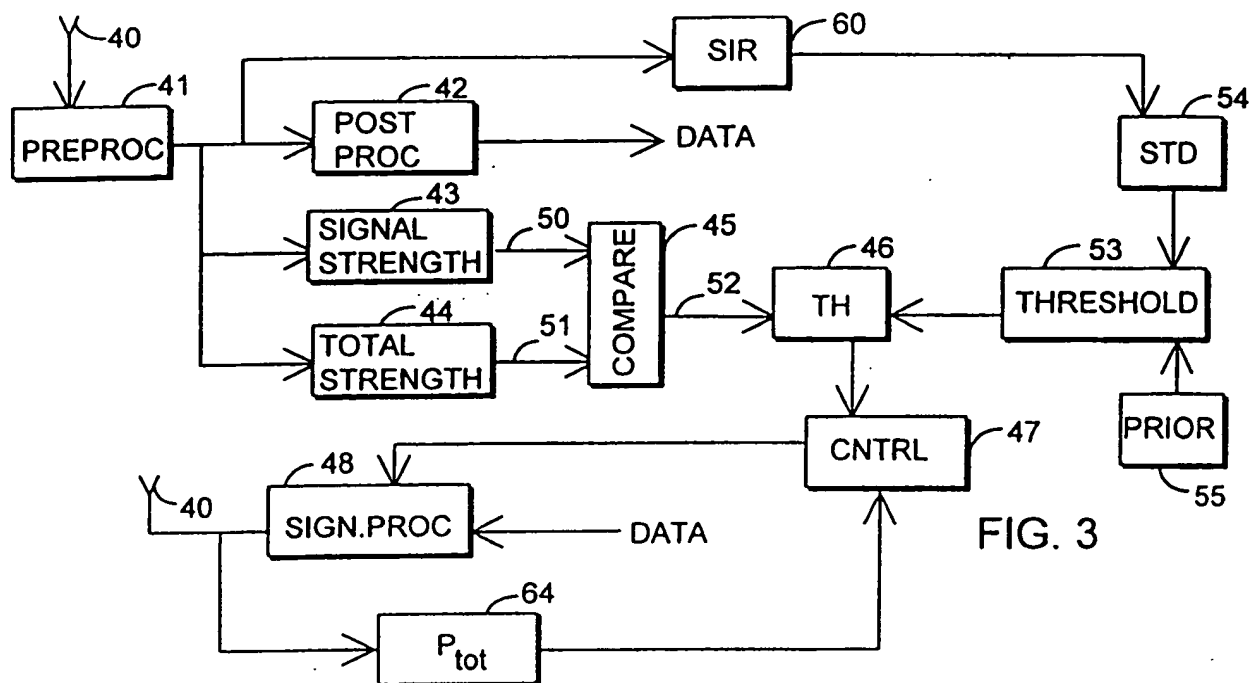 40
60
SIR
41
PREPROC
42
POST
PROC
DATA
54
STD
43
SIGNAL
STRENGTH
50
45
COMPARE
52
46
TH
53
THRESHOLD
44
TOTAL
STRENGTH
51
PRIOR
55
CNTRL
47
48
40
SIGN.PROC
DATA
FIG. 3
64
Ptot